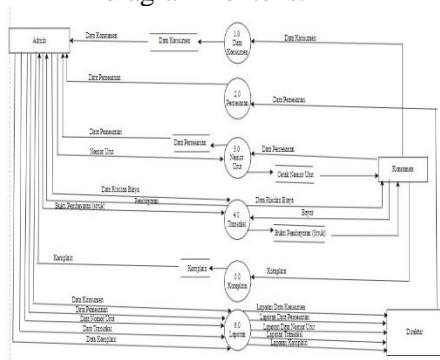 diagram konteks.
Admin
Data Konsumen
Data Konsumen
1.0
Data
Konsumen
Data Konsumen
Data Pemesanan
2.0
Pemesanan
Data Pemesanan
Data Pemesanan
Data Pemesanan
Nomor Urut
3.0
Nomor
Urut
Data Pemesanan
Cetak Nomor Urut
Konsumen
Data Rincian Biaya
Pembayaran
Bukti Pembayaran (struk)
4.0
Transaksi
Data Rincian Biaya
Bayar
Bukti Pembayaran (Struk)
Komplain
Komplain
5.0
Komplain
Komplain
Data Konsumen
Data Pemesanan
Data Nomor Urut
Data Transaksi
Data Komplain
6.0
Laporan
Laporan Data Konsumen
Laporan Data Pemesanan
Laporan Data Nomor Urut
Laporan Transaksi
Laporan Komplain
Direktur